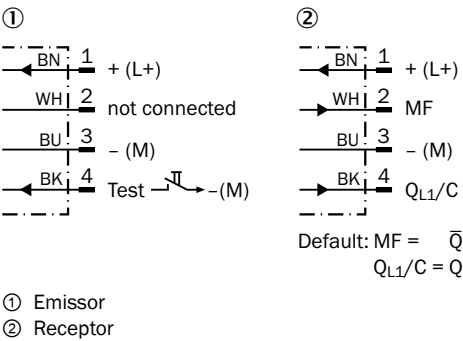 ①
BN 1 + (L+)
WH 2 not connected
BU 3 – (M)
BK 4 Test –(M)
②
BN 1 + (L+)
WH 2 MF
BU 3 – (M)
BK 4 QL1/C
Default: MF = Q̅
QL1/C = Q
① Emissor
② Receptor